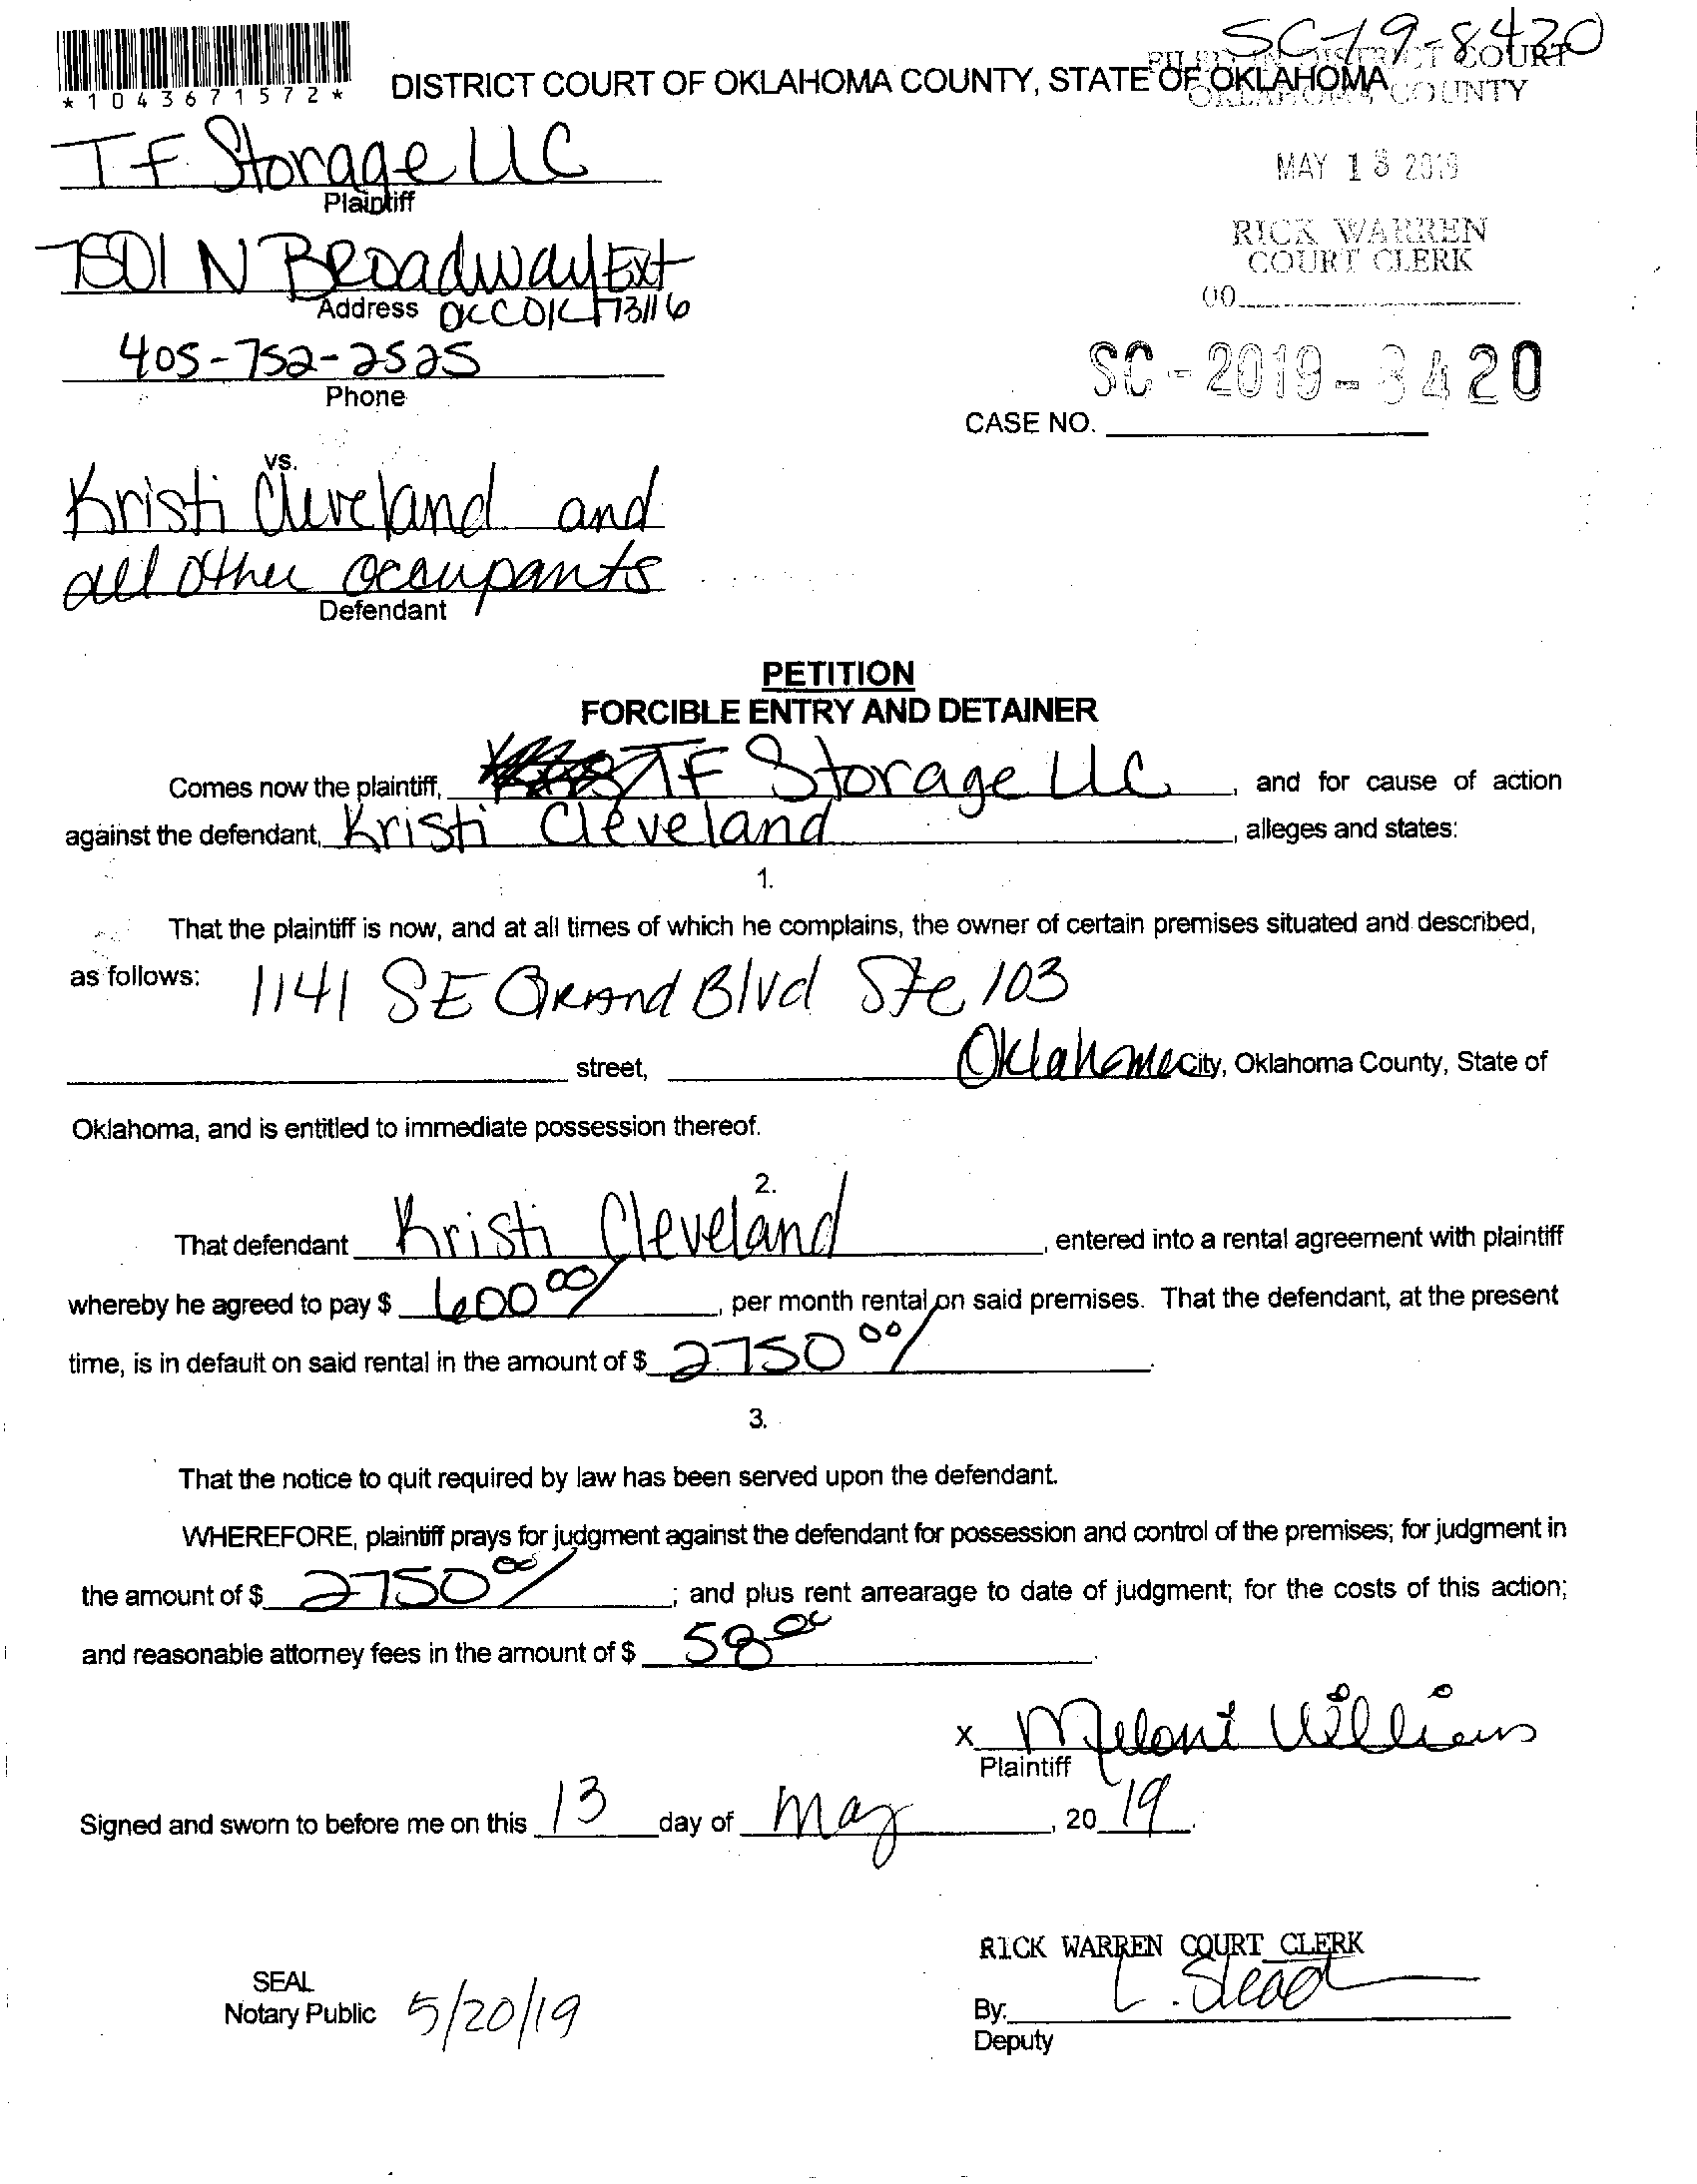 SC-19-8420
FILED IN DISTRICT COURT
DISTRICT COURT OF OKLAHOMA COUNTY, STATE OF OKLAHOMA
OKLAHOMA COUNTY
*1043671572*
TF Storage LLC
Plaintiff
MAY 13 2019
7501 N Broadway Ext
Address OKC OK 73116
RICK WARREN
COURT CLERK
405-752-2525
Phone
SC-2019-8420
CASE NO.
vs.
Kristi Cleveland and
all other occupants
Defendant
PETITION
FORCIBLE ENTRY AND DETAINER
Comes now the plaintiff, TF Storage LLC, and for cause of action
against the defendant, Kristi Cleveland, alleges and states:
1.
That the plaintiff is now, and at all times of which he complains, the owner of certain premises situated and described,
as follows: 1141 SE Grand Blvd Ste 103
street, Oklahoma City, Oklahoma County, State of
Oklahoma, and is entitled to immediate possession thereof.
2.
That defendant Kristi Cleveland, entered into a rental agreement with plaintiff
whereby he agreed to pay $ 600 00/, per month rental on said premises. That the defendant, at the present
time, is in default on said rental in the amount of $ 2750 00/.
3.
That the notice to quit required by law has been served upon the defendant.
WHEREFORE, plaintiff prays for judgment against the defendant for possession and control of the premises; for judgment in
the amount of $ 2750 00/; and plus rent arrearage to date of judgment; for the costs of this action;
and reasonable attorney fees in the amount of $ 58.00.
x Meloni Williams
Plaintiff
Signed and sworn to before me on this 13 day of May, 2019.
RICK WARREN COURT CLERK
SEAL
Notary Public 5/20/19
By:
Deputy